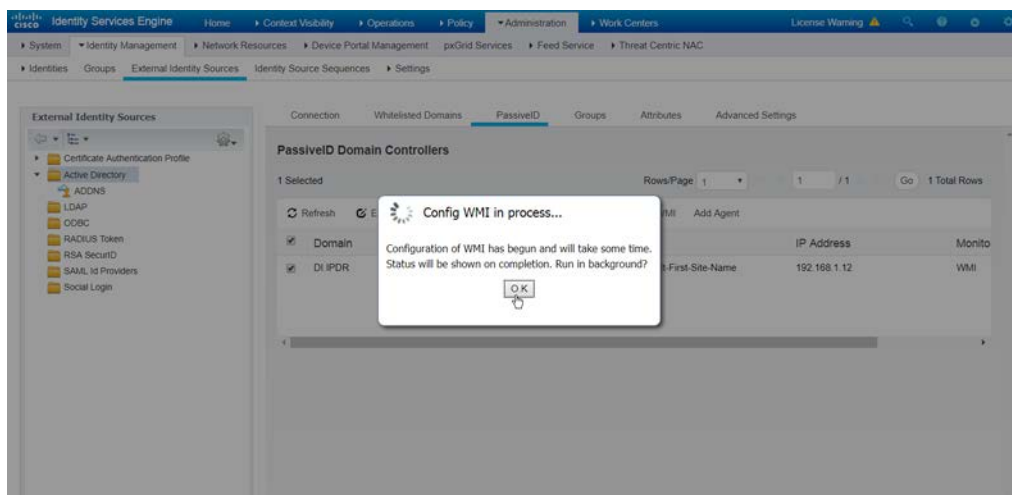 cisco Identity Services Engine Home Context Visibility Operations Policy Administration Work Centers License Warning
System Identity Management Network Resources Device Portal Management pxGrid Services Feed Service Threat Centric NAC
Identities Groups External Identity Sources Identity Source Sequences Settings
External Identity Sources
Certificate Authentication Profile
Active Directory
ADDNS
LDAP
ODBC
RADIUS Token
RSA SecurID
SAML Id Providers
Social Login
Connection Whitelisted Domains PassiveID Groups Attributes Advanced Settings
PassiveID Domain Controllers
1 Selected Rows/Page 1 1 / 1 Go 1 Total Rows
Refresh E Add Agent
Domain IP Address Monito
t-First-Site-Name 192.168.1.12 WMI
Config WMI in process...
Configuration of WMI has begun and will take some time.
Status will be shown on completion. Run in background?
OK